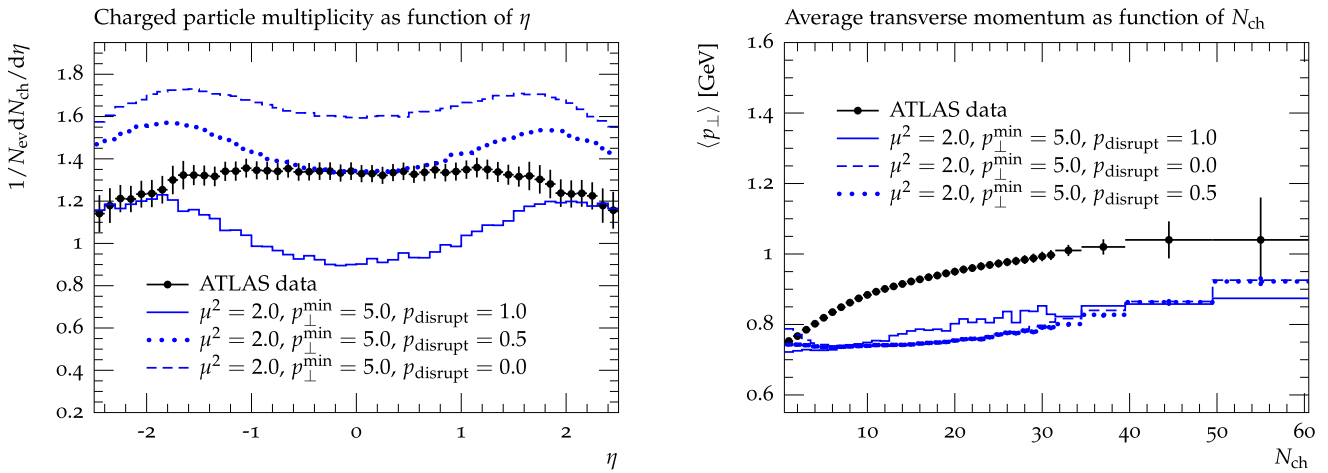 Charged particle multiplicity as function of η
1/N_ev dN_ch/dη
1.8
1.6
1.4
1.2
1
0.8
0.6
0.4
0.2
ATLAS data
μ² = 2.0, p_⊥^min = 5.0, p_disrupt = 1.0
μ² = 2.0, p_⊥^min = 5.0, p_disrupt = 0.5
μ² = 2.0, p_⊥^min = 5.0, p_disrupt = 0.0
-2 -1 0 1 2
η
Average transverse momentum as function of N_ch
⟨p_⊥⟩ [GeV]
1.6
1.4
1.2
1
0.8
0.6
ATLAS data
μ² = 2.0, p_⊥^min = 5.0, p_disrupt = 1.0
μ² = 2.0, p_⊥^min = 5.0, p_disrupt = 0.0
μ² = 2.0, p_⊥^min = 5.0, p_disrupt = 0.5
10 20 30 40 50 60
N_ch